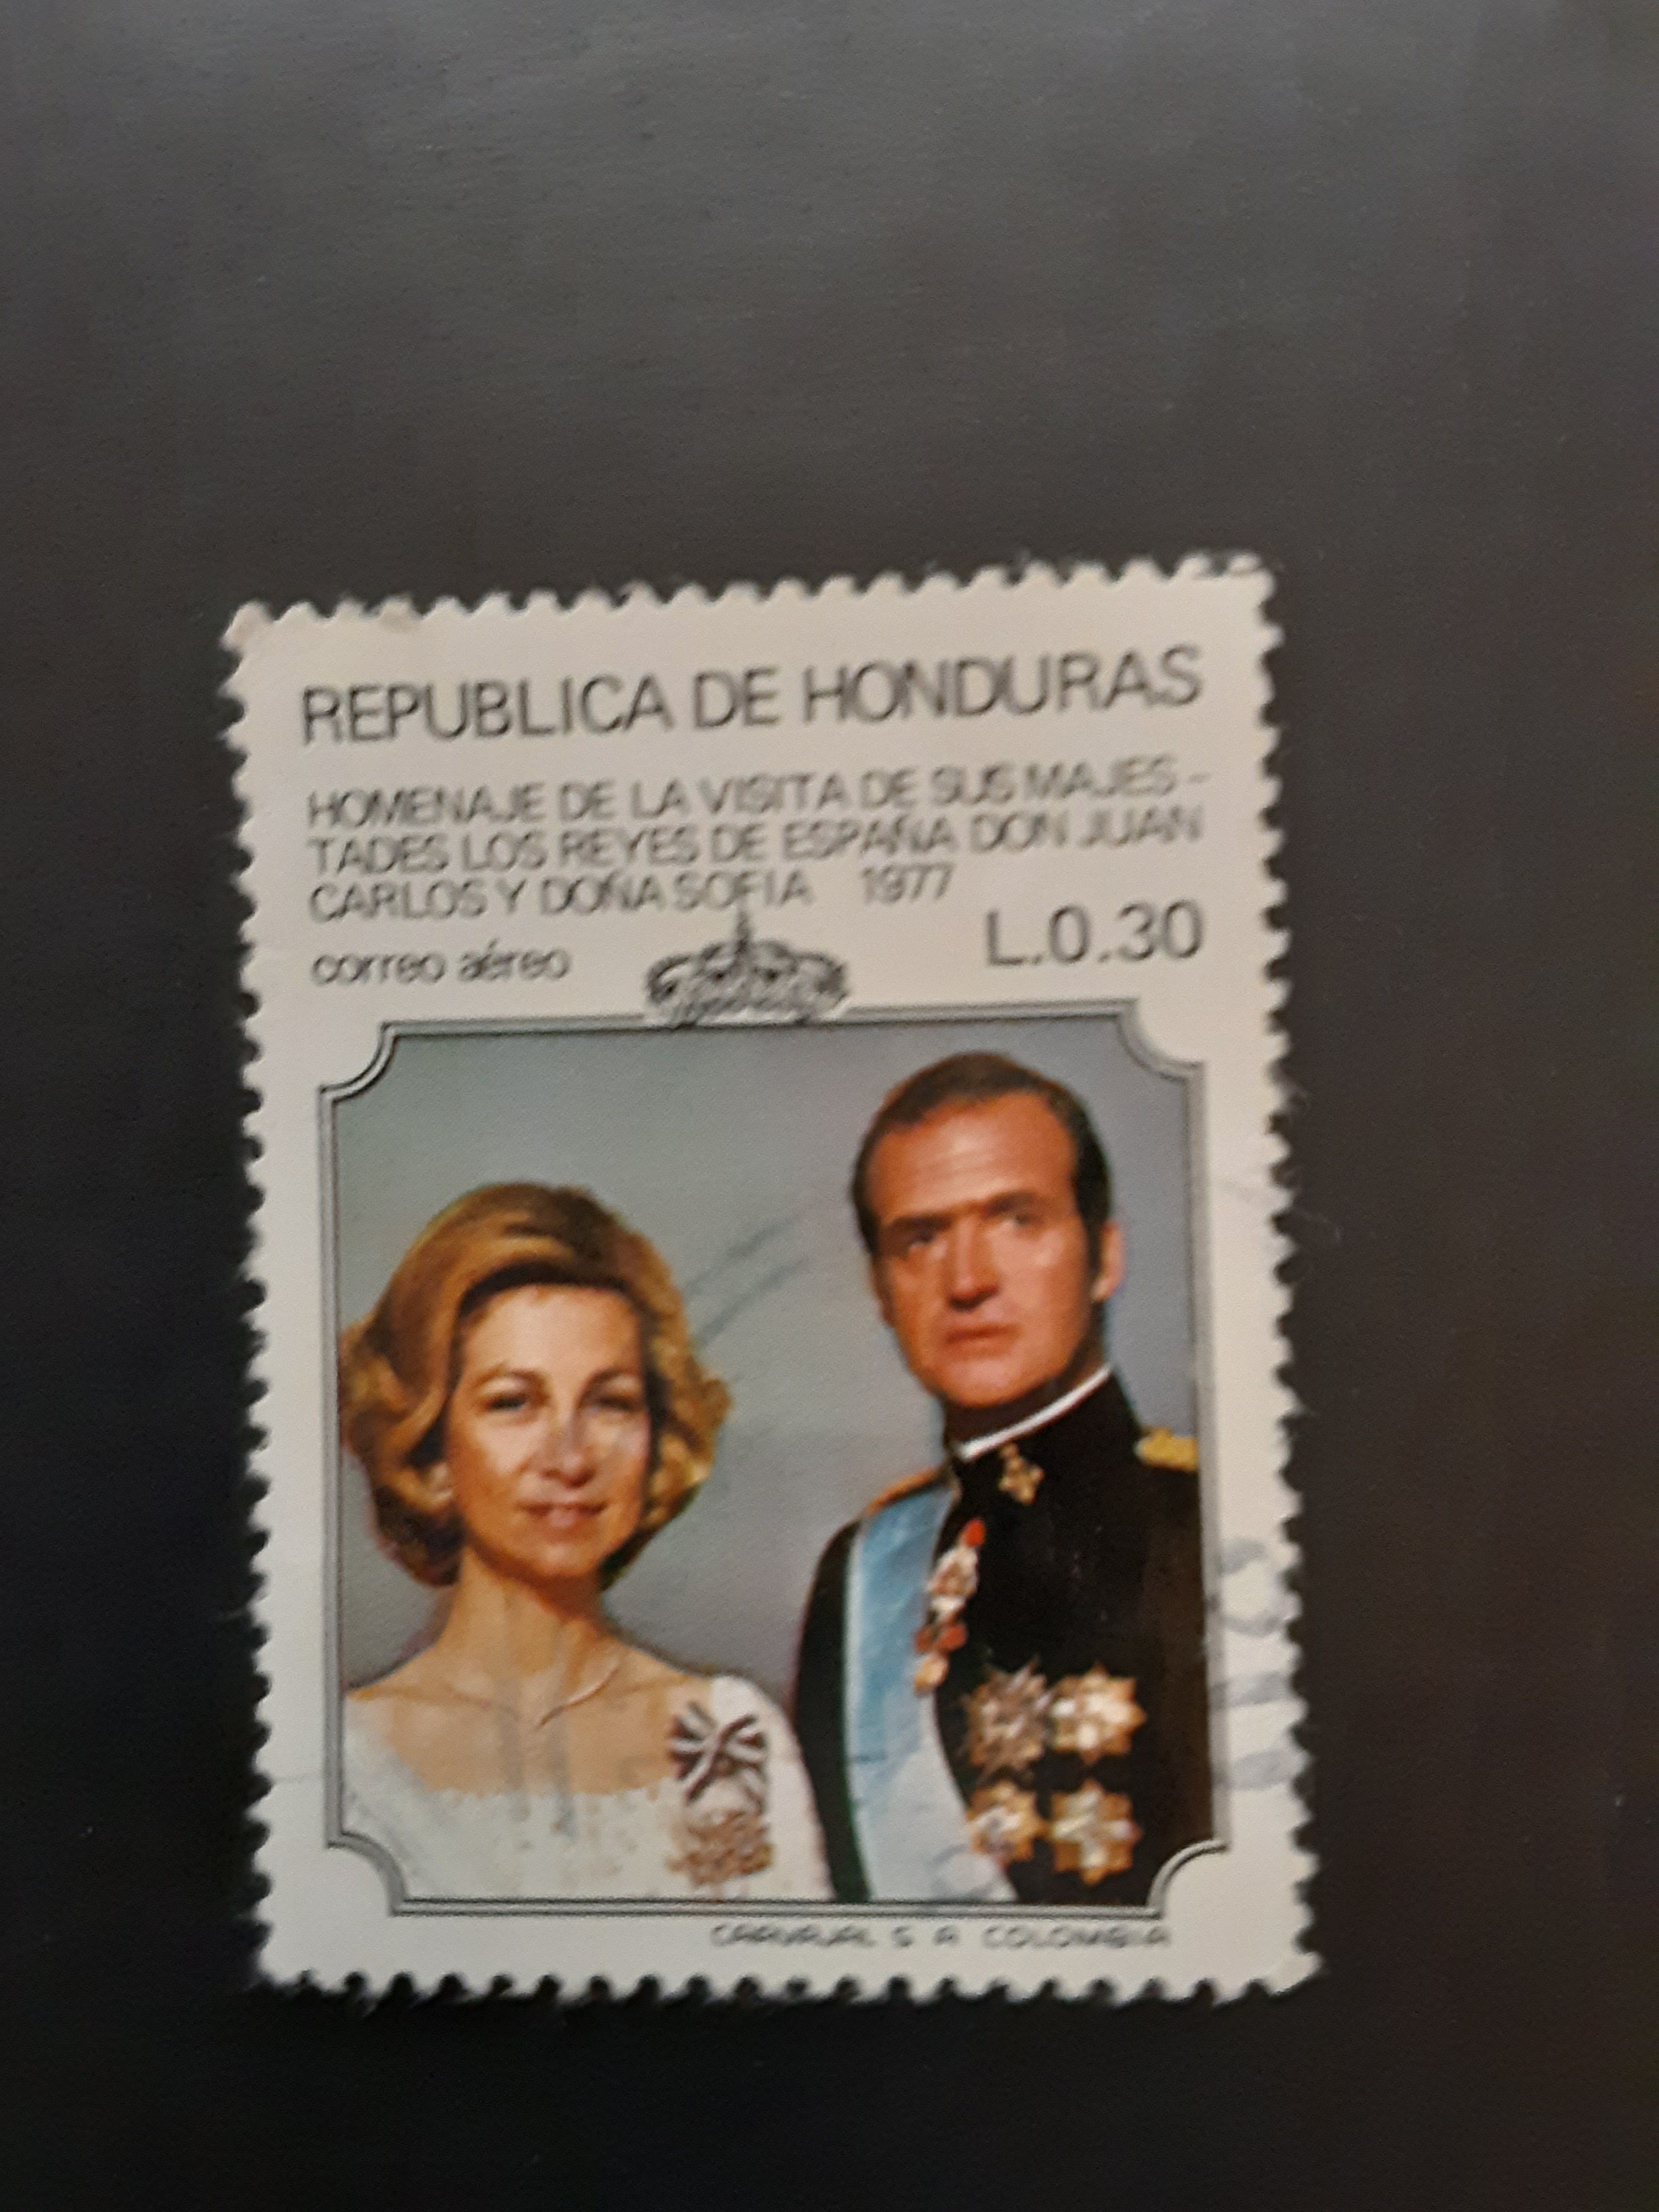 REPUBLICA DE HONDURAS
HOMENAJE DE LA VISITA DE SUS MAJES-
TADES LOS REYES DE ESPAÑA DON JUAN
CARLOS Y DOÑA SOFIA 1977
correo aéreo
L.0.30
CARVAJAL S A COLOMBIA